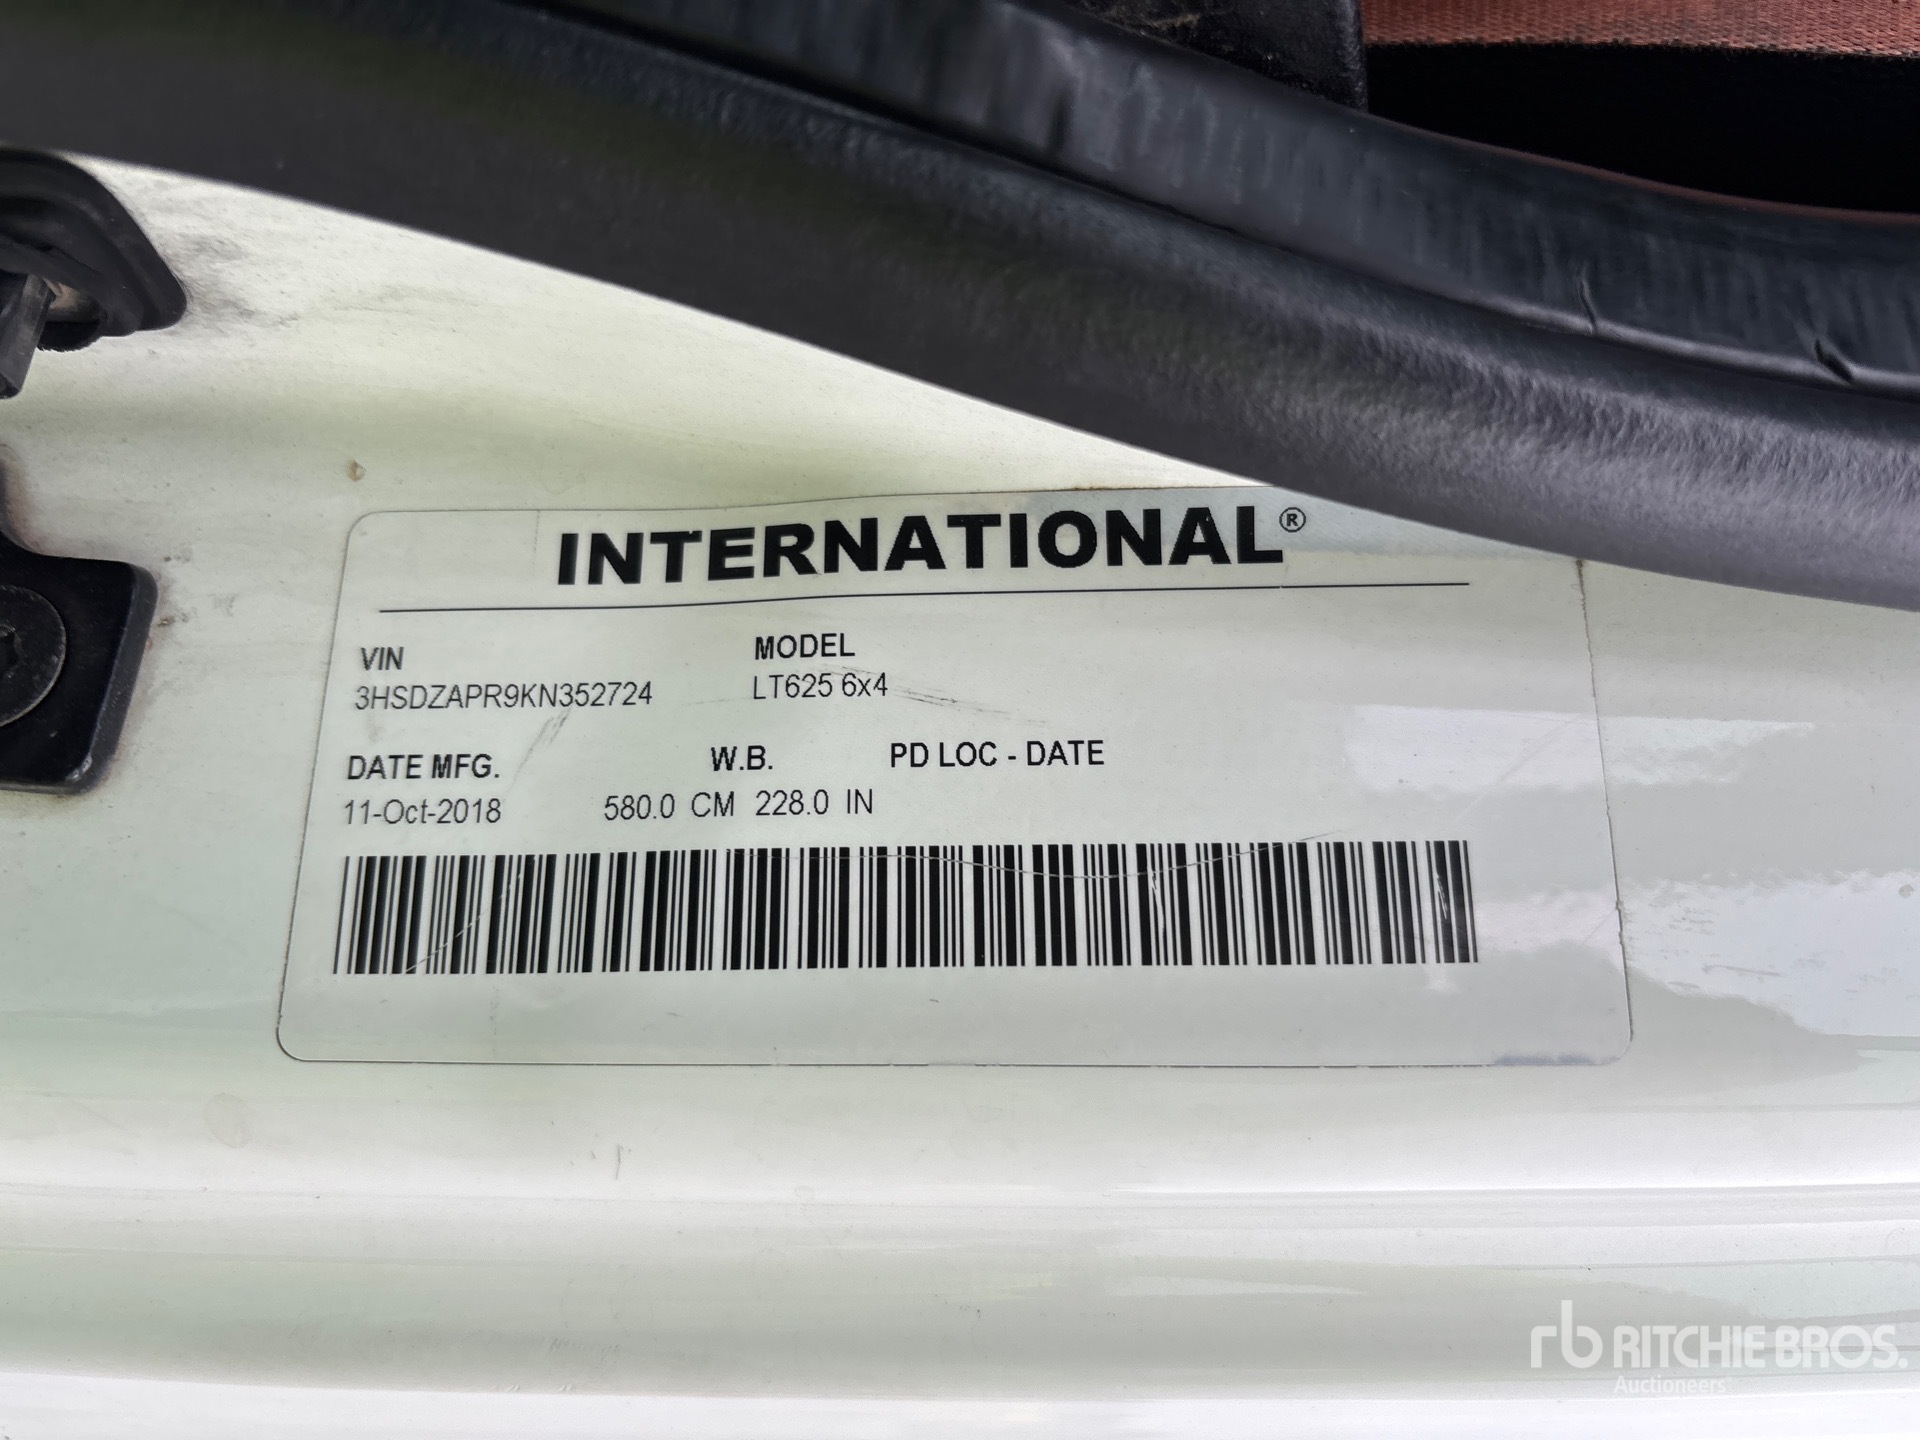 INTERNATIONAL®
VIN MODEL
3HSDZAPR9KN352724 LT625 6x4
DATE MFG. W.B. PD LOC - DATE
11-Oct-2018 580.0 CM 228.0 IN
rb RITCHIE BROS.
Auctioneers